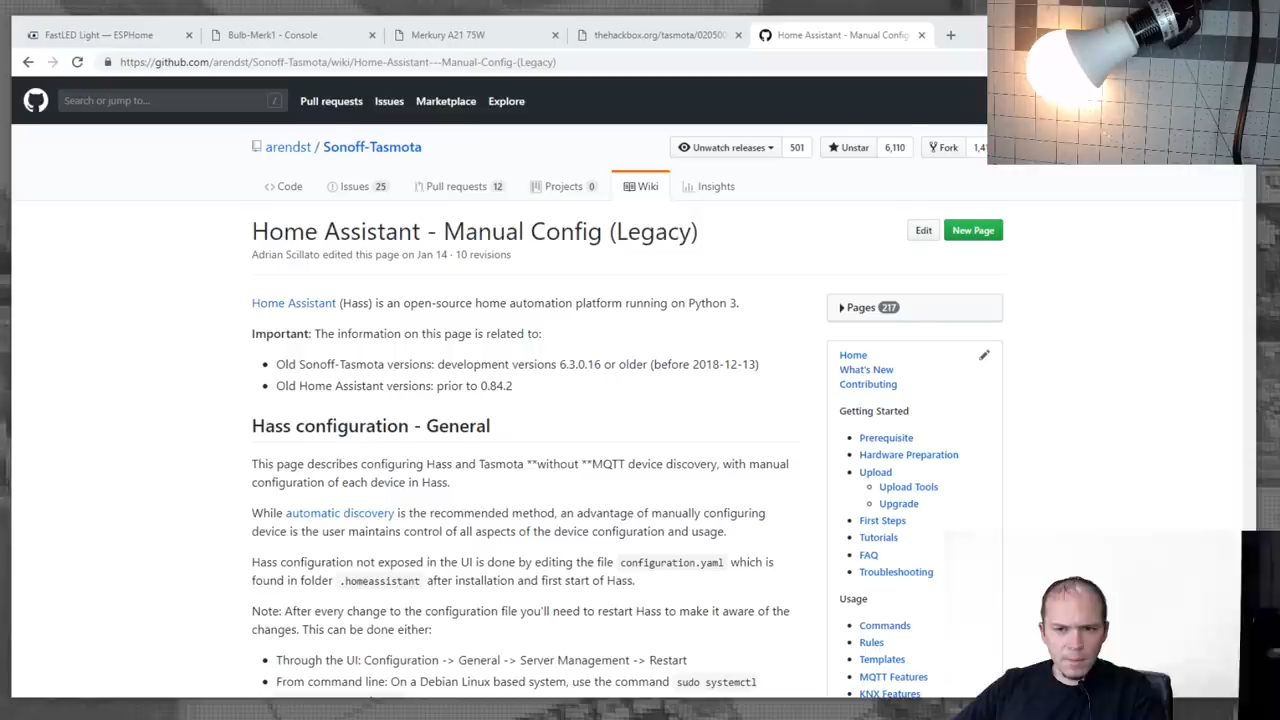 FastLED Light — ESPHome
Bulb-Merk1 - Console
Merkury A21 75W
thehackbox.org/tasmota/020500
Home Assistant - Manual Config
https://github.com/arendst/Sonoff-Tasmota/wiki/Home-Assistant---Manual-Config-(Legacy)
Search or jump to...
/
Pull requests Issues Marketplace Explore
arendst / Sonoff-Tasmota
Unwatch releases 501
Unstar 6,110
Fork 1,41
Code
Issues 25
Pull requests 12
Projects 0
Wiki
Insights
Home Assistant - Manual Config (Legacy)
Edit
New Page
Adrian Scillato edited this page on Jan 14 · 10 revisions
Home Assistant (Hass) is an open-source home automation platform running on Python 3.
Important: The information on this page is related to:
Old Sonoff-Tasmota versions: development versions 6.3.0.16 or older (before 2018-12-13)
Old Home Assistant versions: prior to 0.84.2
Hass configuration - General
This page describes configuring Hass and Tasmota **without **MQTT device discovery, with manual
configuration of each device in Hass.
While automatic discovery is the recommended method, an advantage of manually configuring
device is the user maintains control of all aspects of the device configuration and usage.
Hass configuration not exposed in the UI is done by editing the file configuration.yaml which is
found in folder .homeassistant after installation and first start of Hass.
Note: After every change to the configuration file you'll need to restart Hass to make it aware of the
changes. This can be done either:
Through the UI: Configuration -> General -> Server Management -> Restart
From command line: On a Debian Linux based system, use the command sudo systemctl
Pages 217
Home
What's New
Contributing
Getting Started
Prerequisite
Hardware Preparation
Upload
Upload Tools
Upgrade
First Steps
Tutorials
FAQ
Troubleshooting
Usage
Commands
Rules
Templates
MQTT Features
KNX Features